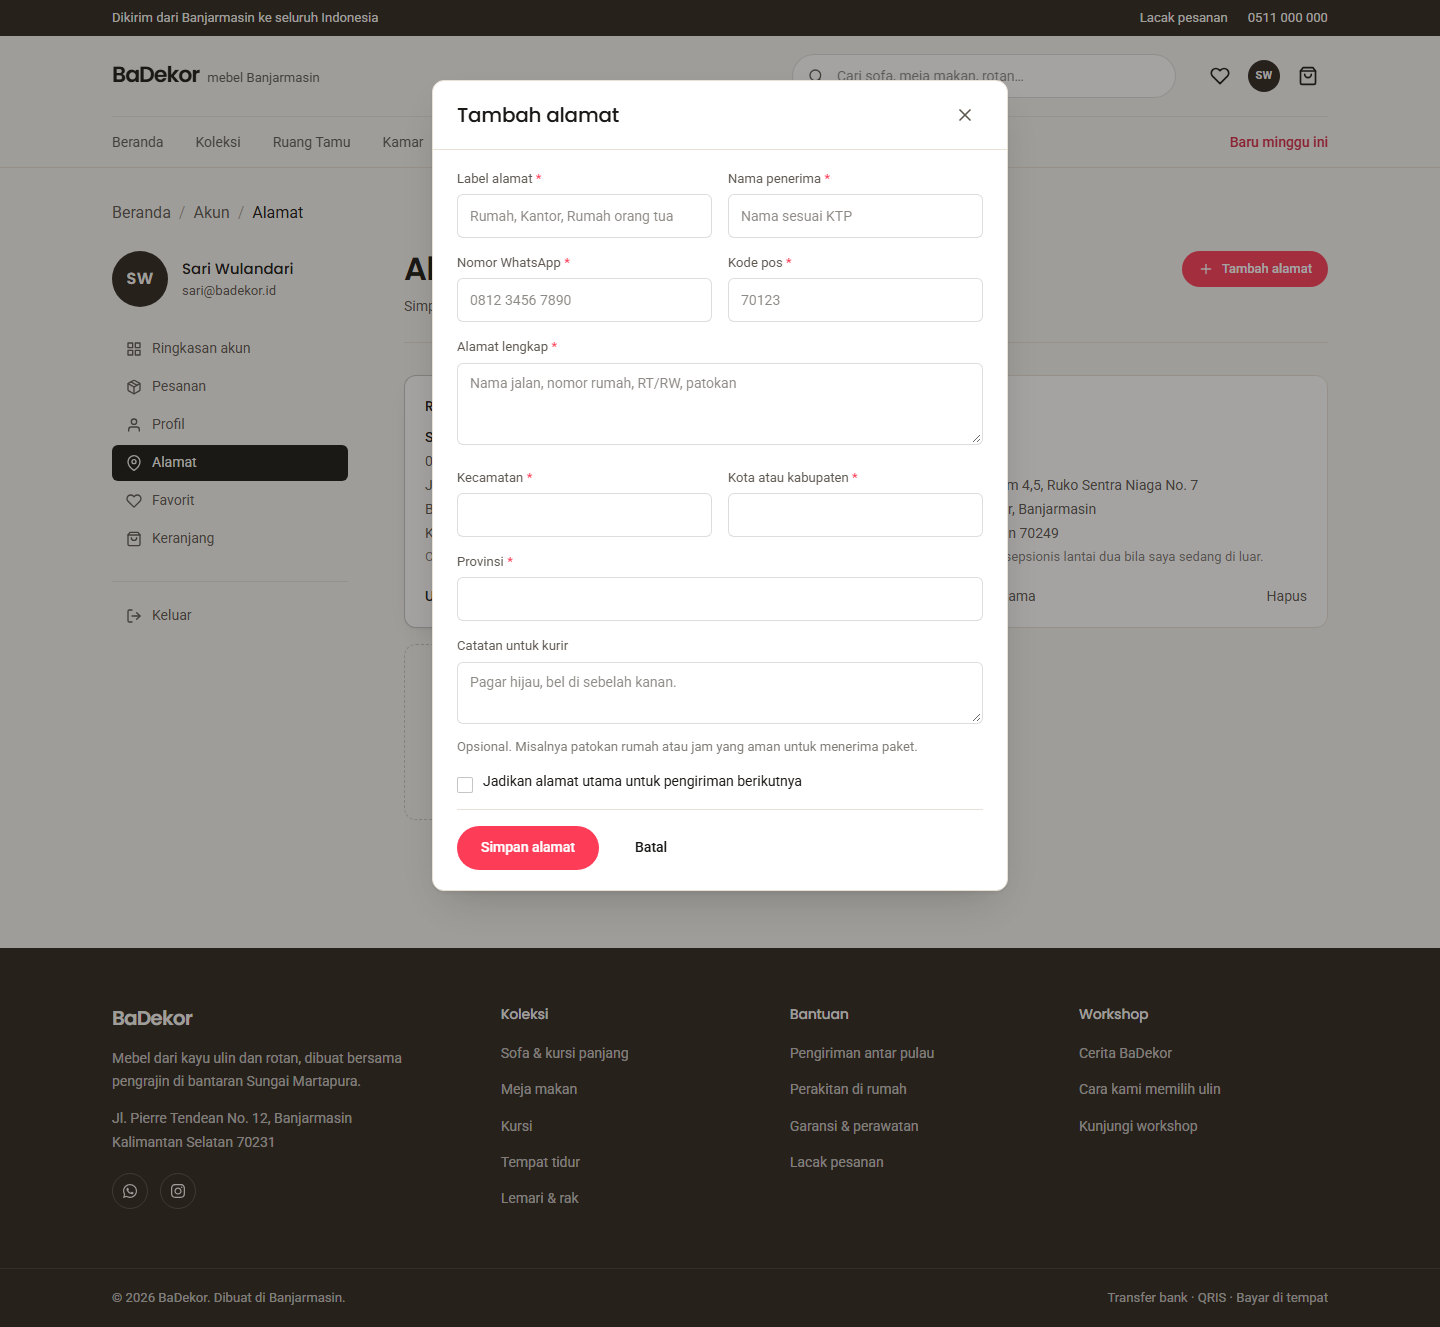 Dikirim dari Banjarmasin ke seluruh Indonesia
Lacak pesanan
0511 000 000
BaDekor mebel Banjarmasin
Cari sofa, meja makan, rotan...
SW
Beranda
Koleksi
Ruang Tamu
Kamar
Baru minggu ini
Beranda / Akun / Alamat
SW
Sari Wulandari
sari@badekor.id
Ringkasan akun
Pesanan
Profil
Alamat
Favorit
Keranjang
Keluar
Tambah alamat
Tambah alamat
Label alamat *
Rumah, Kantor, Rumah orang tua
Nama penerima *
Nama sesuai KTP
Nomor WhatsApp *
0812 3456 7890
Kode pos *
70123
Alamat lengkap *
Nama jalan, nomor rumah, RT/RW, patokan
Kecamatan *
Kota atau kabupaten *
Provinsi *
Catatan untuk kurir
Pagar hijau, bel di sebelah kanan.
Opsional. Misalnya patokan rumah atau jam yang aman untuk menerima paket.
Jadikan alamat utama untuk pengiriman berikutnya
Simpan alamat
Batal
4,5, Ruko Sentra Niaga No. 7
Banjarmasin
70249
lantai dua bila saya sedang di luar.
Hapus
BaDekor
Mebel dari kayu ulin dan rotan, dibuat bersama
pengrajin di bantaran Sungai Martapura.
Jl. Pierre Tendean No. 12, Banjarmasin
Kalimantan Selatan 70231
Koleksi
Sofa & kursi panjang
Meja makan
Kursi
Tempat tidur
Lemari & rak
Bantuan
Pengiriman antar pulau
Perakitan di rumah
Garansi & perawatan
Lacak pesanan
Workshop
Cerita BaDekor
Cara kami memilih ulin
Kunjungi workshop
© 2026 BaDekor. Dibuat di Banjarmasin.
Transfer bank · QRIS · Bayar di tempat